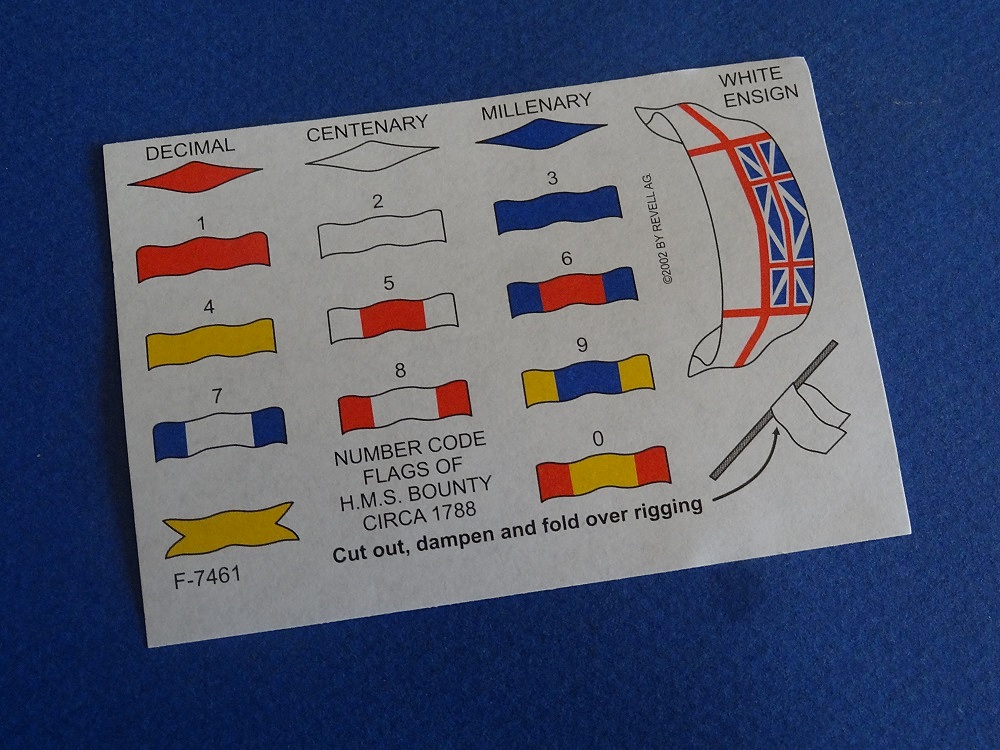 DECIMAL
CENTENARY
MILLENARY
WHITE
ENSIGN
1
2
3
4
5
6
7
8
9
0
©2002 BY REVELL AG
NUMBER CODE
FLAGS OF
H.M.S. BOUNTY
CIRCA 1788
Cut out, dampen and fold over rigging
F-7461